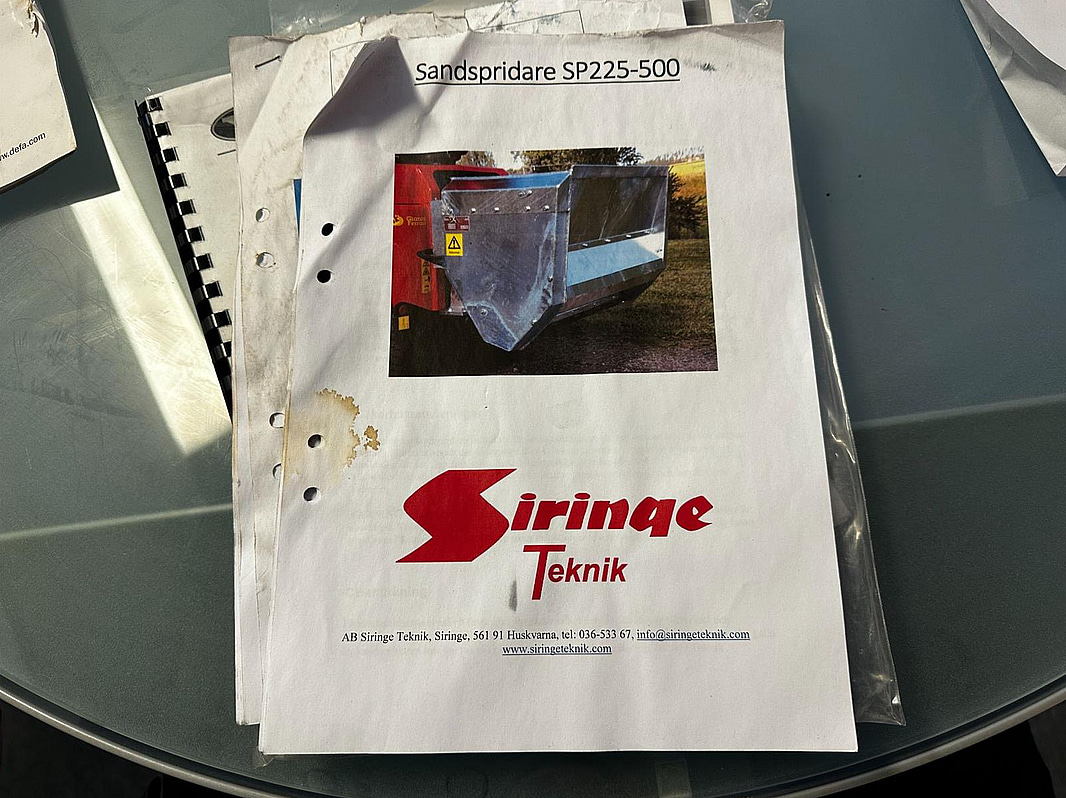 Sandspridare SP225-500
w.defa.com
Siringe
Teknik
AB Siringe Teknik, Siringe, 561 91 Huskvarna, tel: 036-533 67, info@siringeteknik.com
www.siringeteknik.com